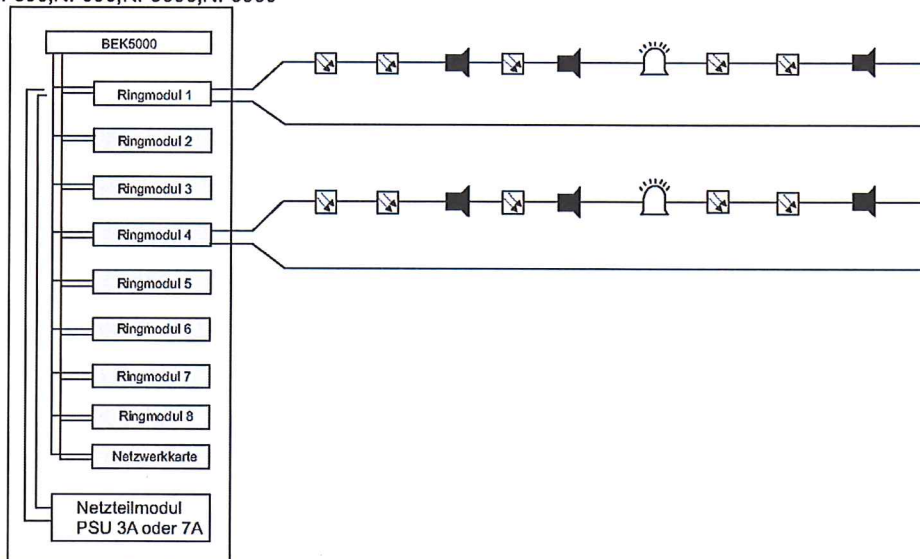 BEK5000
Ringmodul 1
Ringmodul 2
Ringmodul 3
Ringmodul 4
Ringmodul 5
Ringmodul 6
Ringmodul 7
Ringmodul 8
Netzwerkkarte
Netzteilmodul
PSU 3A oder 7A